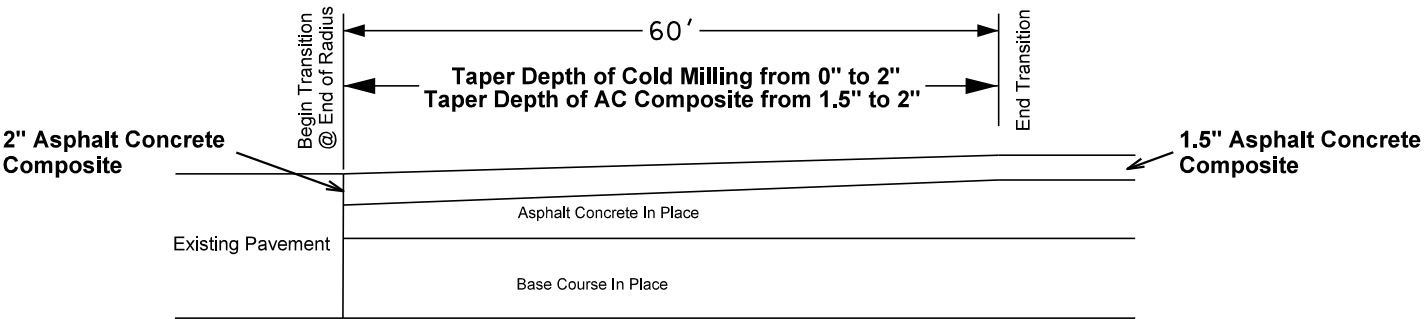 60'
Begin Transition
@ End of Radius
Taper Depth of Cold Milling from 0" to 2"
Taper Depth of AC Composite from 1.5" to 2"
End Transition
2" Asphalt Concrete
Composite
1.5" Asphalt Concrete
Composite
Asphalt Concrete In Place
Existing Pavement
Base Course In Place